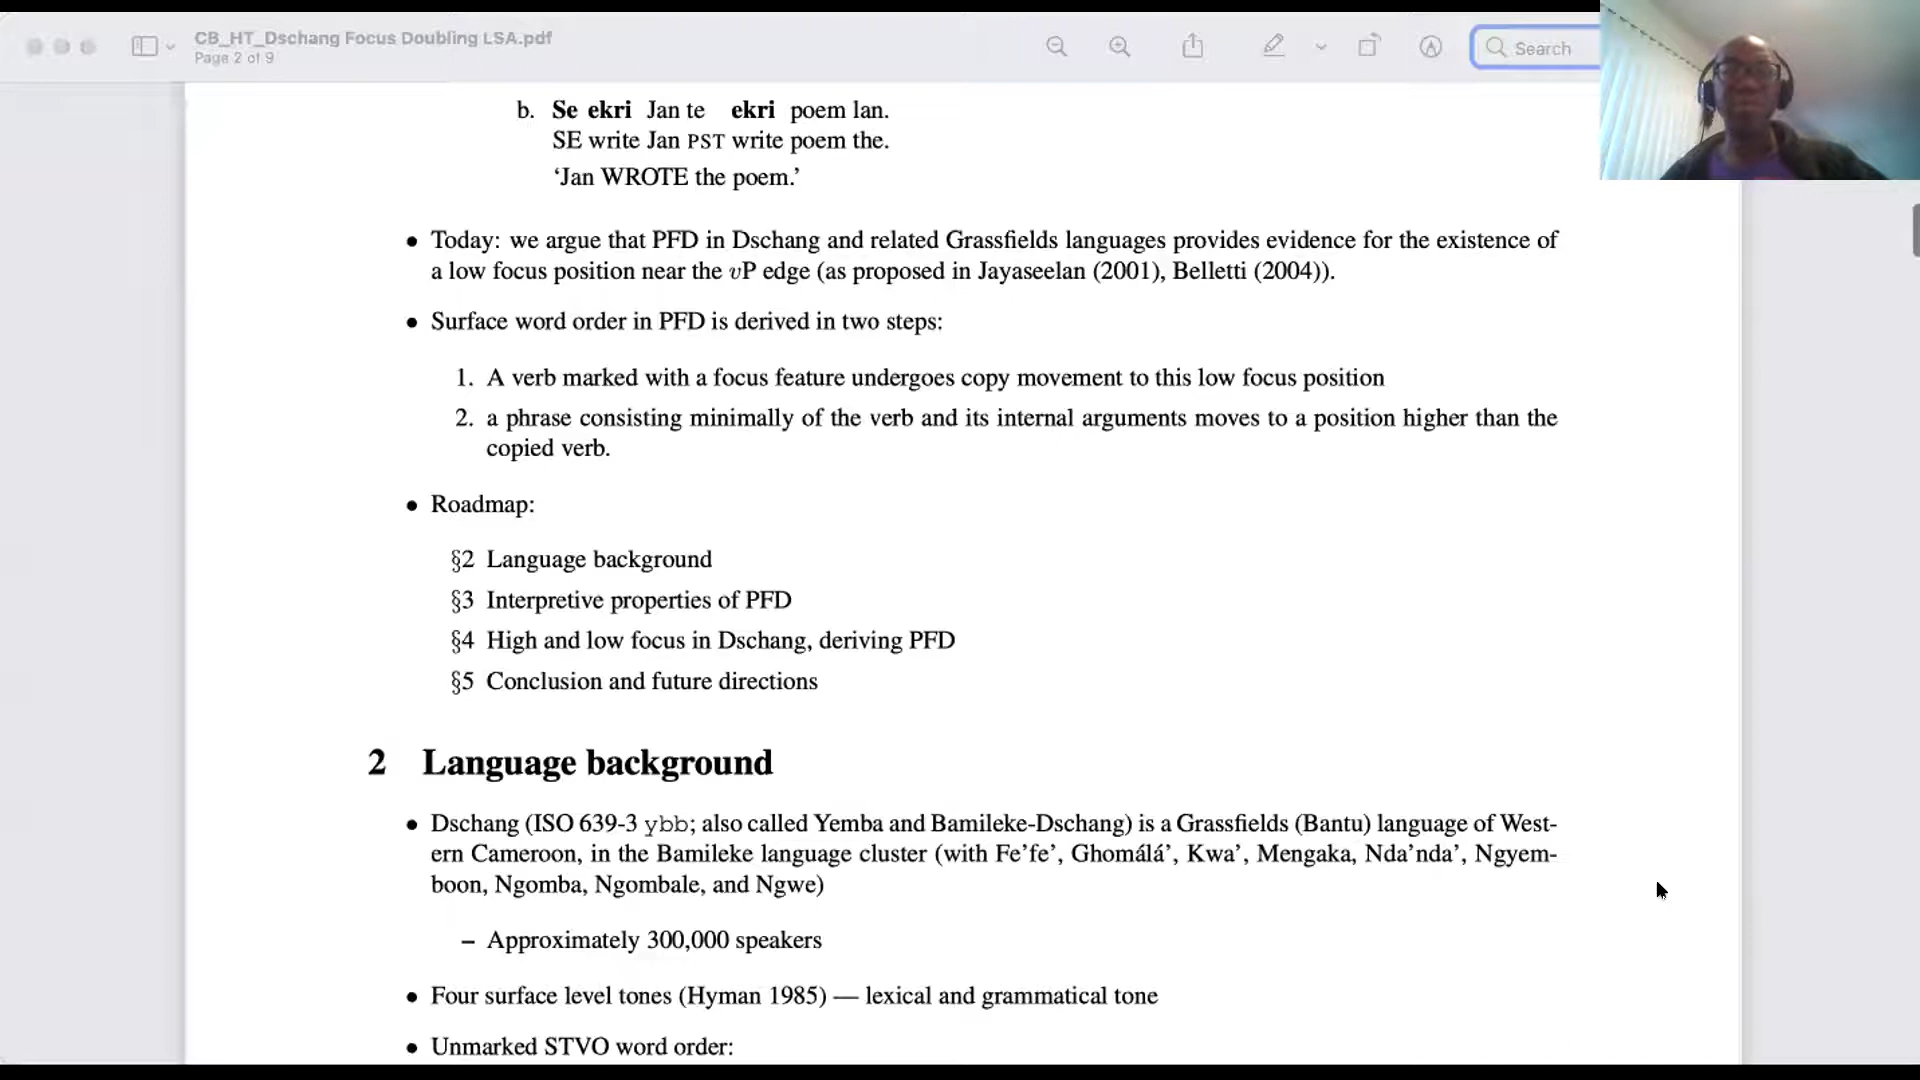 CB_HT_Dschang Focus Doubling LSA.pdf
Page 2 of 9
Search
b. Se ekri Jan te ekri poem lan.
SE write Jan PST write poem the.
‘Jan WROTE the poem.’
• Today: we argue that PFD in Dschang and related Grassfields languages provides evidence for the existence of
a low focus position near the vP edge (as proposed in Jayaseelan (2001), Belletti (2004)).
• Surface word order in PFD is derived in two steps:
1. A verb marked with a focus feature undergoes copy movement to this low focus position
2. a phrase consisting minimally of the verb and its internal arguments moves to a position higher than the
copied verb.
• Roadmap:
§2 Language background
§3 Interpretive properties of PFD
§4 High and low focus in Dschang, deriving PFD
§5 Conclusion and future directions
2 Language background
• Dschang (ISO 639-3 ybb; also called Yemba and Bamileke-Dschang) is a Grassfields (Bantu) language of West-
ern Cameroon, in the Bamileke language cluster (with Fe’fe’, Ghomálá’, Kwa’, Mengaka, Nda’nda’, Ngyem-
boon, Ngomba, Ngombale, and Ngwe)
– Approximately 300,000 speakers
• Four surface level tones (Hyman 1985) — lexical and grammatical tone
• Unmarked STVO word order: